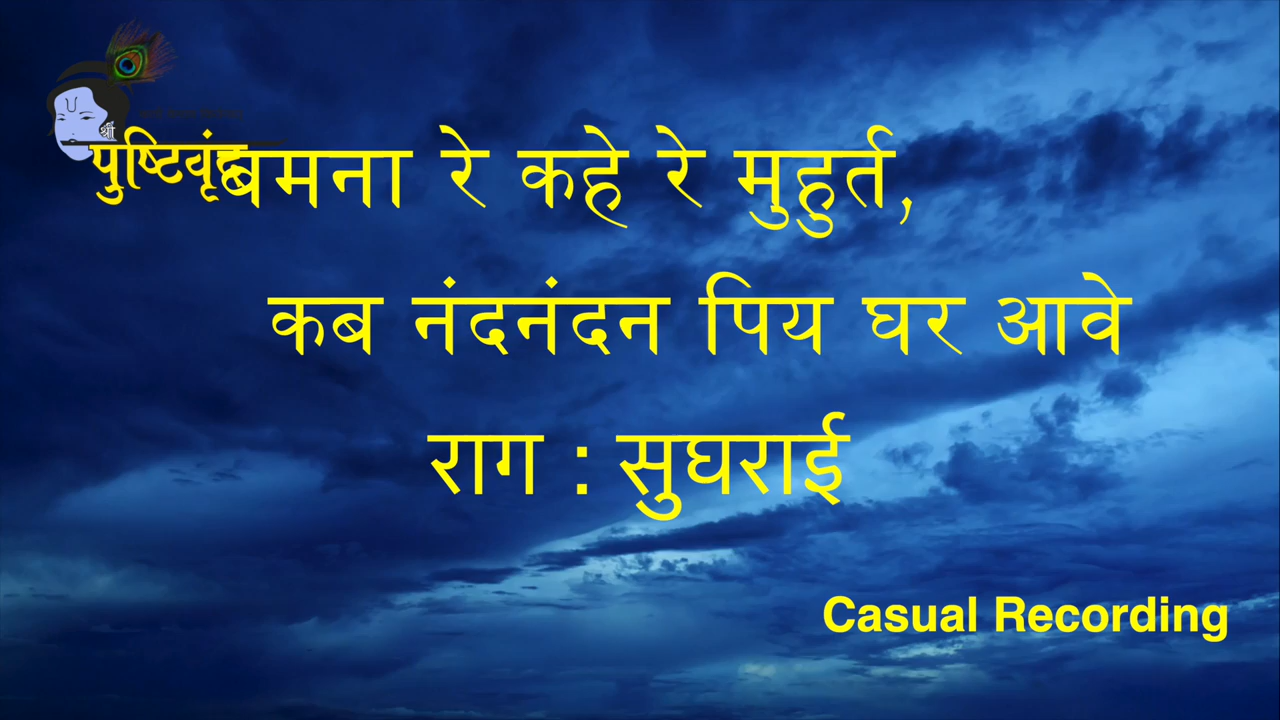 श्री
पुष्टिवृंद
बमना रे कहे रे मुहुर्त,
कब नंदनंदन पिय घर आवे
राग : सुघराई
Casual Recording